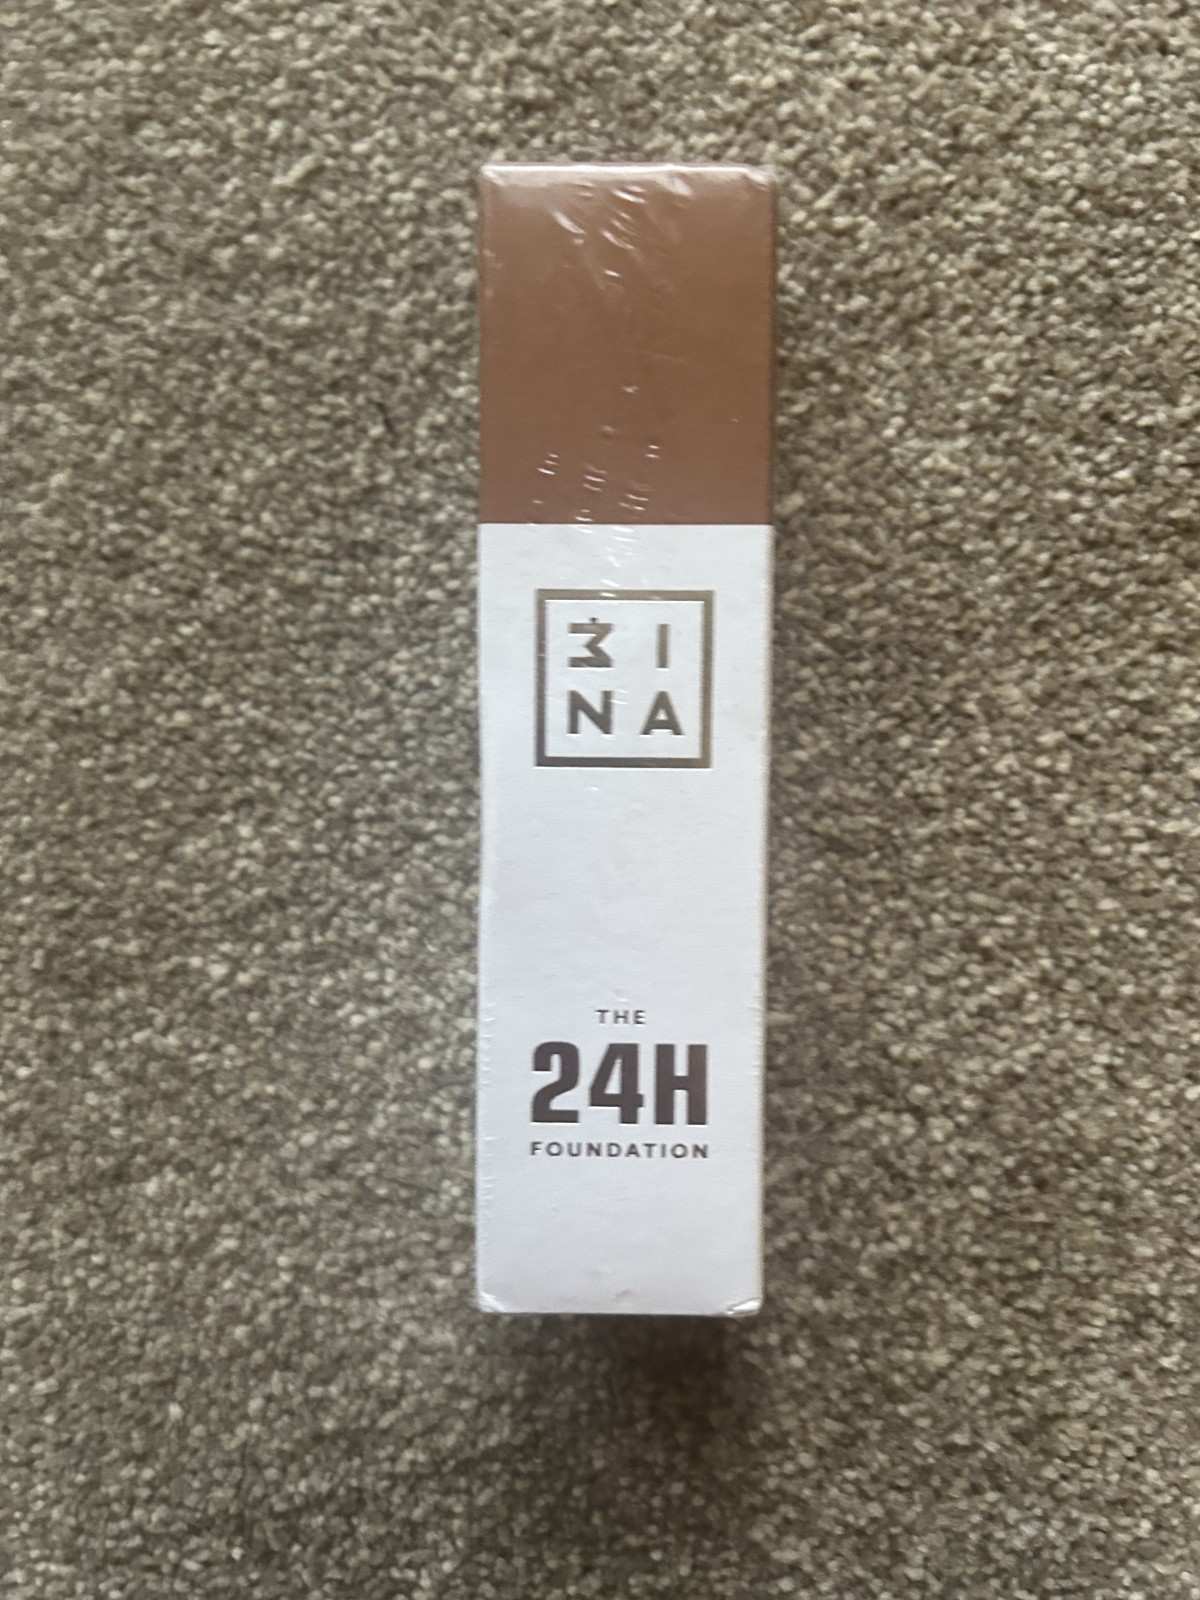 3I
NA
THE
24H
FOUNDATION